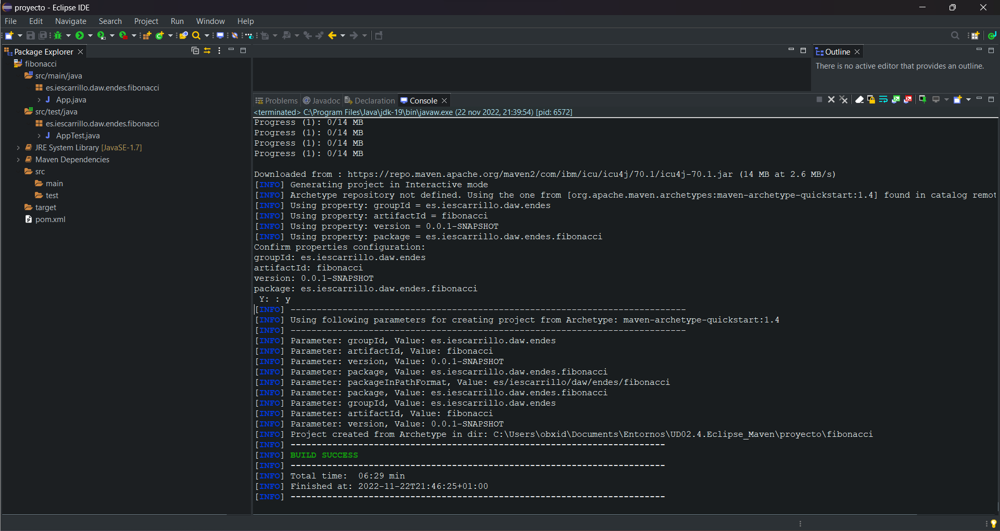 proyecto - Eclipse IDE
File Edit Navigate Search Project Run Window Help
Package Explorer
fibonacci
src/main/java
es.iescarrillo.daw.endes.fibonacci
App.java
src/test/java
es.iescarrillo.daw.endes.fibonacci
AppTest.java
JRE System Library [JavaSE-1.7]
Maven Dependencies
src
main
test
target
pom.xml
Outline
There is no active editor that provides an outline.
Problems Javadoc Declaration Console
<terminated> C:\Program Files\Java\jdk-19\bin\javaw.exe (22 nov 2022, 21:39:54) [pid: 6572]
Progress (1): 0/14 MB
Progress (1): 0/14 MB
Progress (1): 0/14 MB
Progress (1): 0/14 MB
Downloaded from : https://repo.maven.apache.org/maven2/com/ibm/icu/icu4j/70.1/icu4j-70.1.jar (14 MB at 2.6 MB/s)
[INFO] Generating project in Interactive mode
[INFO] Archetype repository not defined. Using the one from [org.apache.maven.archetypes:maven-archetype-quickstart:1.4] found in catalog remot
[INFO] Using property: groupId = es.iescarrillo.daw.endes
[INFO] Using property: artifactId = fibonacci
[INFO] Using property: version = 0.0.1-SNAPSHOT
[INFO] Using property: package = es.iescarrillo.daw.endes.fibonacci
Confirm properties configuration:
groupId: es.iescarrillo.daw.endes
artifactId: fibonacci
version: 0.0.1-SNAPSHOT
package: es.iescarrillo.daw.endes.fibonacci
Y: : y
[INFO] ----------------------------------------------------------------------------
[INFO] Using following parameters for creating project from Archetype: maven-archetype-quickstart:1.4
[INFO] ----------------------------------------------------------------------------
[INFO] Parameter: groupId, Value: es.iescarrillo.daw.endes
[INFO] Parameter: artifactId, Value: fibonacci
[INFO] Parameter: version, Value: 0.0.1-SNAPSHOT
[INFO] Parameter: package, Value: es.iescarrillo.daw.endes.fibonacci
[INFO] Parameter: packageInPathFormat, Value: es/iescarrillo/daw/endes/fibonacci
[INFO] Parameter: package, Value: es.iescarrillo.daw.endes.fibonacci
[INFO] Parameter: groupId, Value: es.iescarrillo.daw.endes
[INFO] Parameter: artifactId, Value: fibonacci
[INFO] Parameter: version, Value: 0.0.1-SNAPSHOT
[INFO] Project created from Archetype in dir: C:\Users\obxid\Documents\Entornos\UD02.4.Eclipse_Maven\proyecto\fibonacci
[INFO] ------------------------------------------------------------------------
[INFO] BUILD SUCCESS
[INFO] ------------------------------------------------------------------------
[INFO] Total time:  06:29 min
[INFO] Finished at: 2022-11-22T21:46:25+01:00
[INFO] ------------------------------------------------------------------------